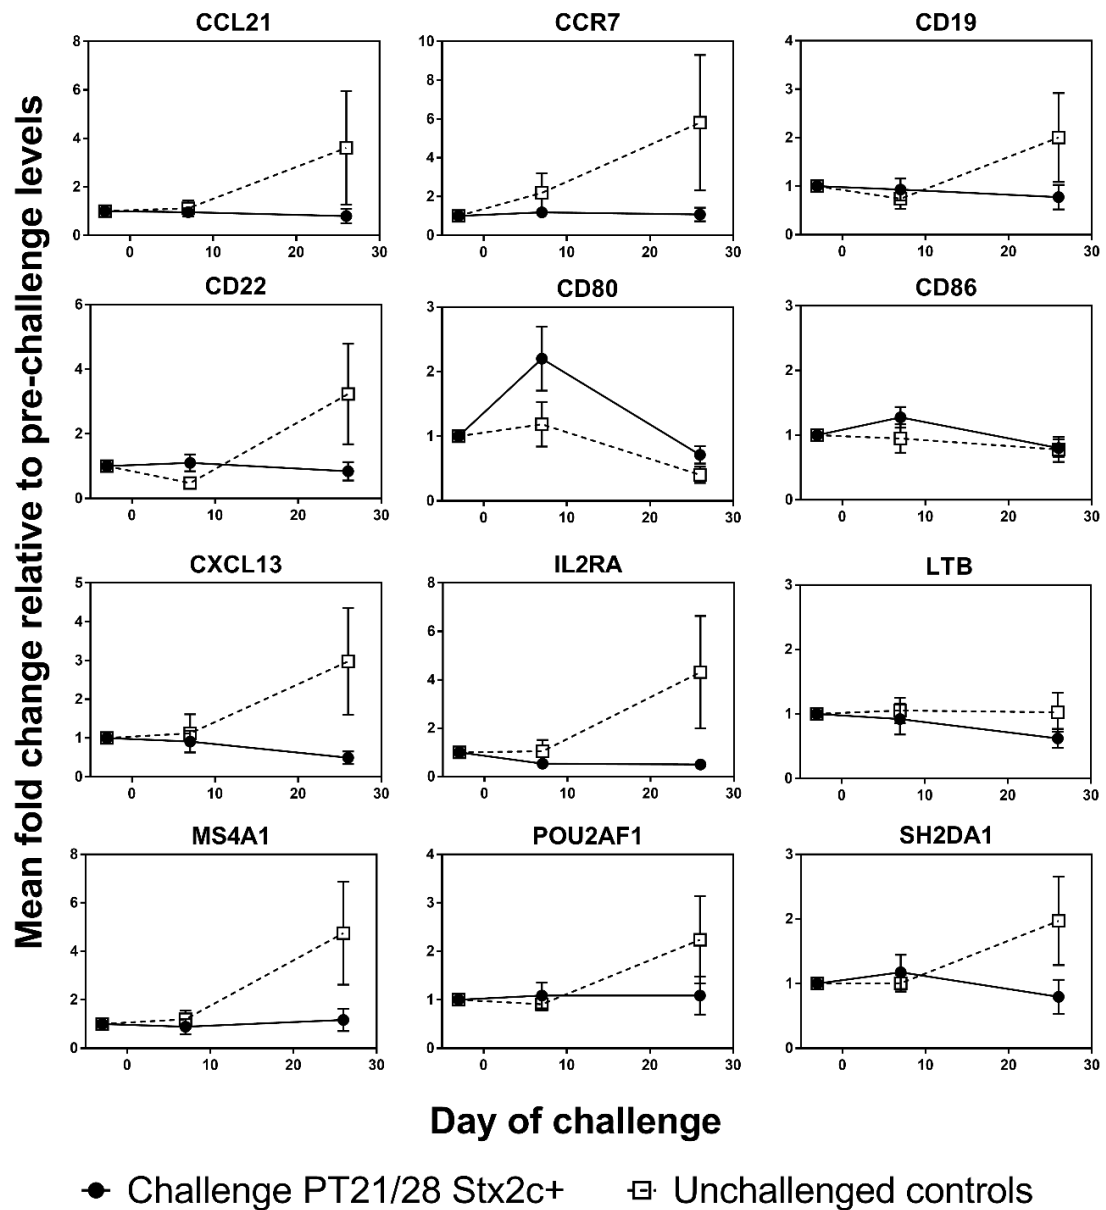 Mean fold change relative to pre-challenge levels
CCL21
8
6
4
2
0
0 10 20 30
CCR7
10
8
6
4
2
0
0 10 20 30
CD19
4
3
2
1
0
0 10 20 30
CD22
6
4
2
0
0 10 20 30
CD80
3
2
1
0
0 10 20 30
CD86
3
2
1
0
0 10 20 30
CXCL13
5
4
3
2
1
0
0 10 20 30
IL2RA
8
6
4
2
0
0 10 20 30
LTB
3
2
1
0
0 10 20 30
MS4A1
8
6
4
2
0
0 10 20 30
POU2AF1
4
3
2
1
0
0 10 20 30
SH2DA1
3
2
1
0
0 10 20 30
Day of challenge
Challenge PT21/28 Stx2c+ Unchallenged controls